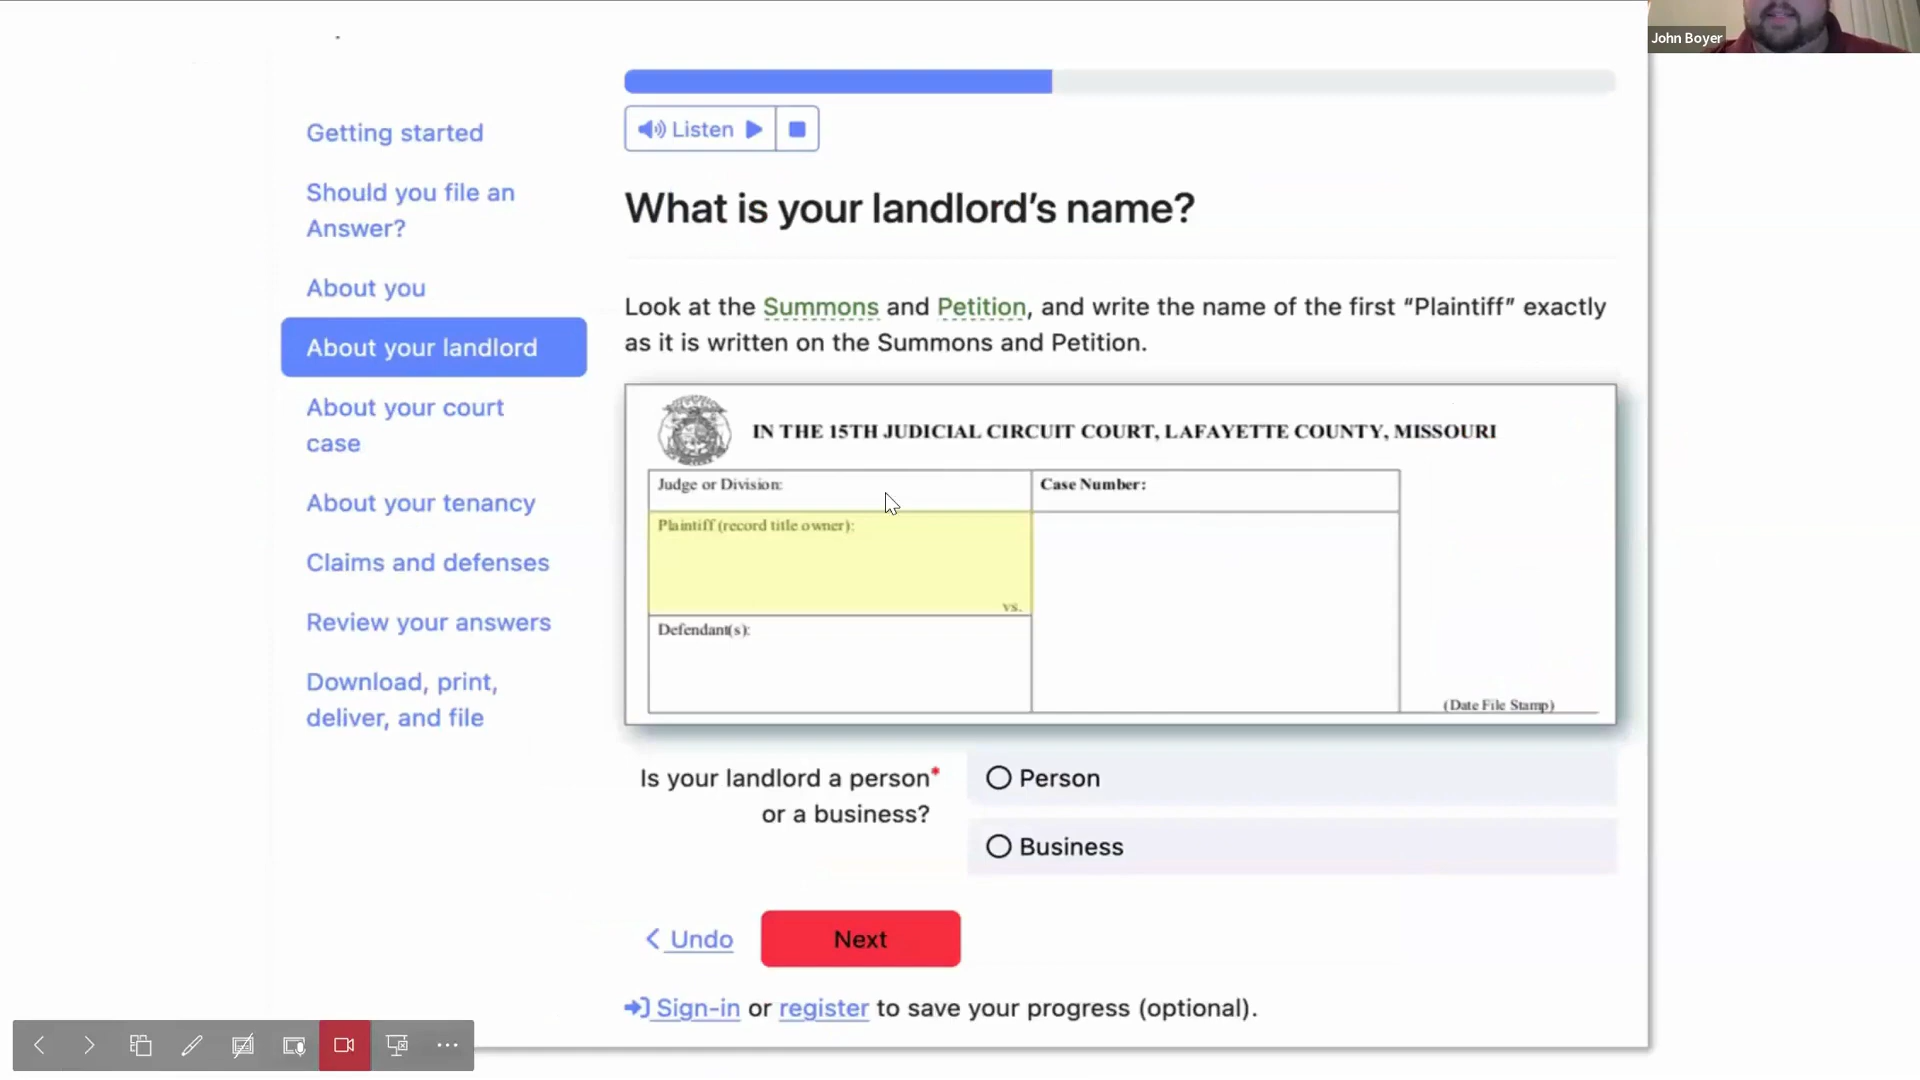 John Boyer
Listen
Getting started
Should you file an
Answer?
About you
About your landlord
About your court
case
About your tenancy
Claims and defenses
Review your answers
Download, print,
deliver, and file
What is your landlord’s name?
Look at the Summons and Petition, and write the name of the first “Plaintiff” exactly
as it is written on the Summons and Petition.
IN THE 15TH JUDICIAL CIRCUIT COURT, LAFAYETTE COUNTY, MISSOURI
Judge or Division:
Case Number:
Plaintiff (record title owner):
vs.
Defendant(s):
(Date File Stamp)
Is your landlord a person*
or a business?
Person
Business
Undo
Next
Sign-in or register to save your progress (optional).